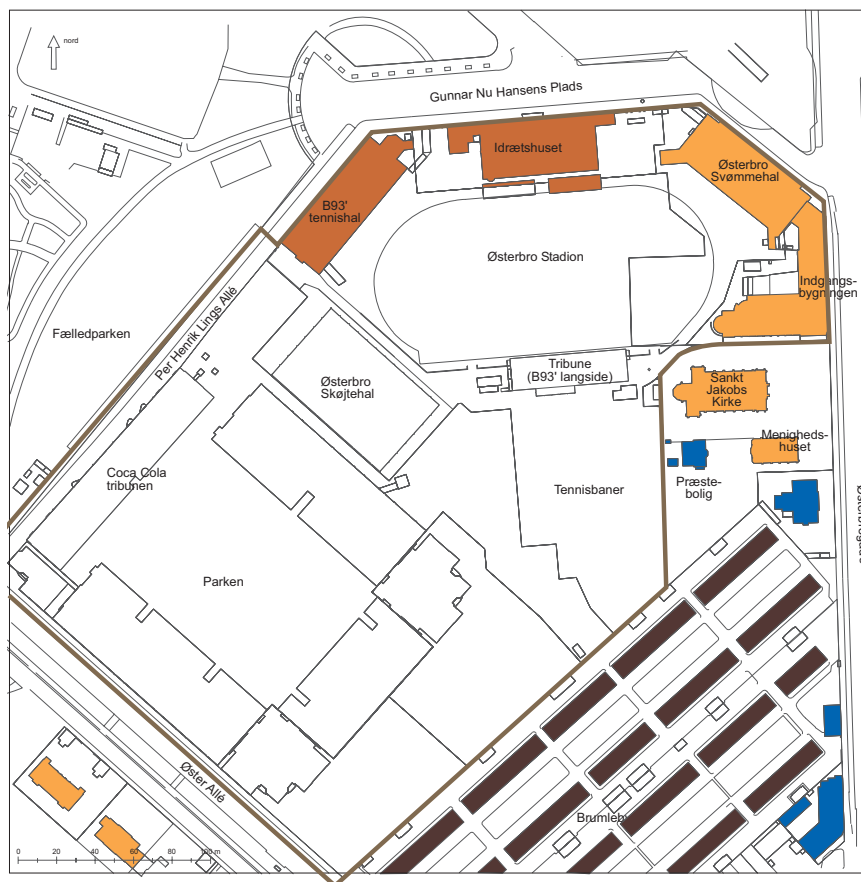 nord
Gunnar Nu Hansens Plads
Idrætshuset
Østerbro
Svømmehal
B93'
tennishal
Østerbro Stadion
Indgangs-
bygningen
Fælledparken
Per Henrik Lings Allé
Østerbro
Skøjtehal
Tribune
(B93' langside)
Sankt
Jakobs
Kirke
Menigheds-
huset
Coca Cola
tribunen
Præste-
bolig
Tennisbaner
Parken
Øster Allé
0 20 40 60 80 100 m